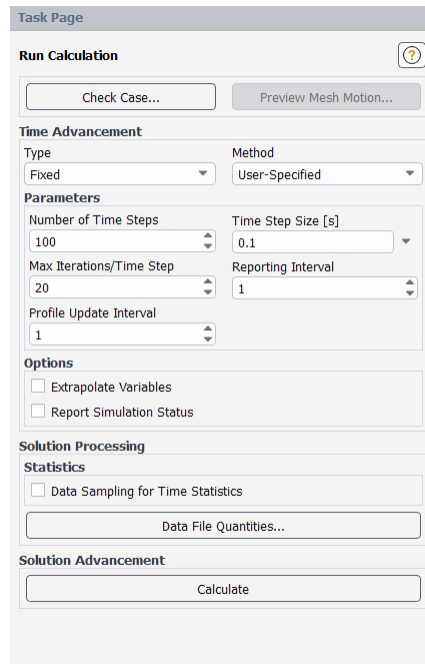 Task Page
Run Calculation
?
Check Case... Preview Mesh Motion...
Time Advancement
Type Method
Fixed User-Specified
Parameters
Number of Time Steps Time Step Size [s]
100 0.1
Max Iterations/Time Step Reporting Interval
20 1
Profile Update Interval
1
Options
Extrapolate Variables
Report Simulation Status
Solution Processing
Statistics
Data Sampling for Time Statistics
Data File Quantities...
Solution Advancement
Calculate